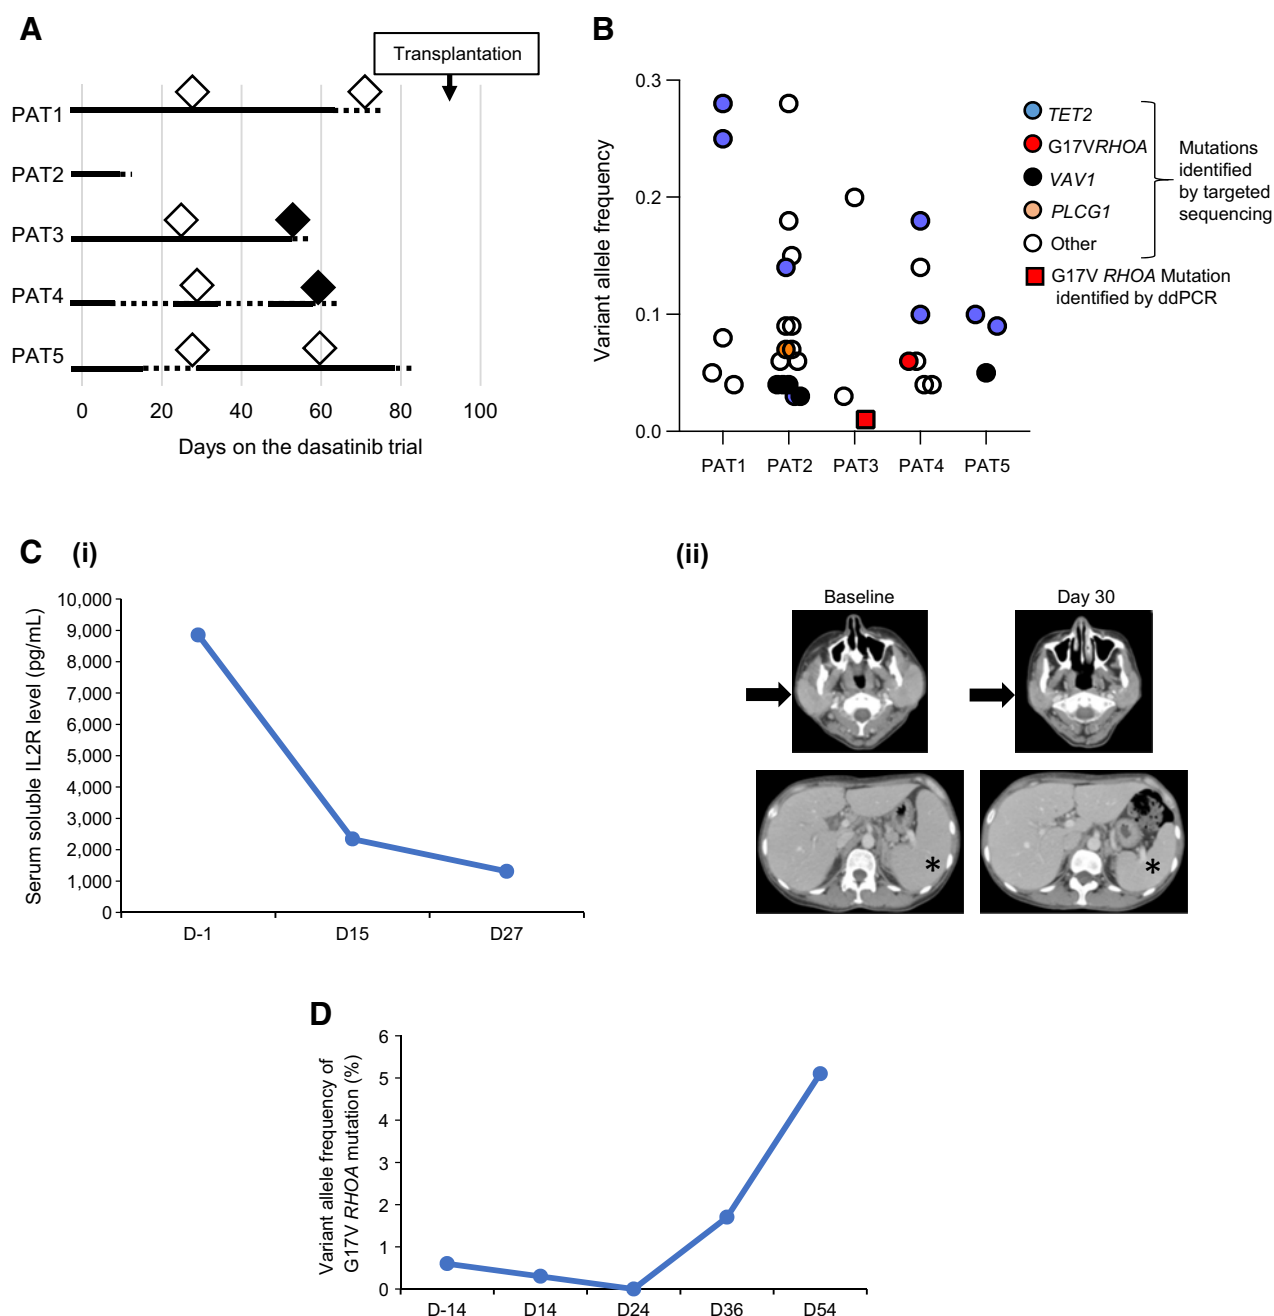 A
Transplantation
PAT1
PAT2
PAT3
PAT4
PAT5
0 20 40 60 80 100
Days on the dasatinib trial
B
Variant allele frequency
0.3
0.2
0.1
0.0
PAT1 PAT2 PAT3 PAT4 PAT5
TET2
G17VRHOA
VAV1
PLCG1
Other
Mutations
identified
by targeted
sequencing
G17V RHOA Mutation
identified by ddPCR
C (i)
Serum soluble IL2R level (pg/mL)
10,000
9,000
8,000
7,000
6,000
5,000
4,000
3,000
2,000
1,000
0
D-1 D15 D27
(ii)
Baseline Day 30
*
*
D
Variant allele frequency of
G17V RHOA mutation (%)
6
5
4
3
2
1
0
D-14 D14 D24 D36 D54